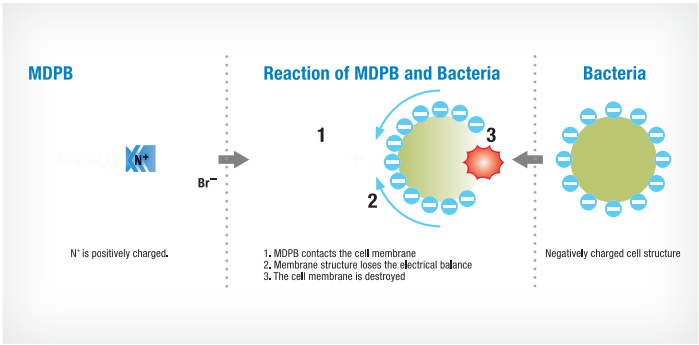 MDPB
Reaction of MDPB and Bacteria
Bacteria
N+
Br−
1
3
2
N+ is positively charged.
1. MDPB contacts the cell membrane
2. Membrane structure loses the electrical balance
3. The cell membrane is destroyed
Negatively charged cell structure